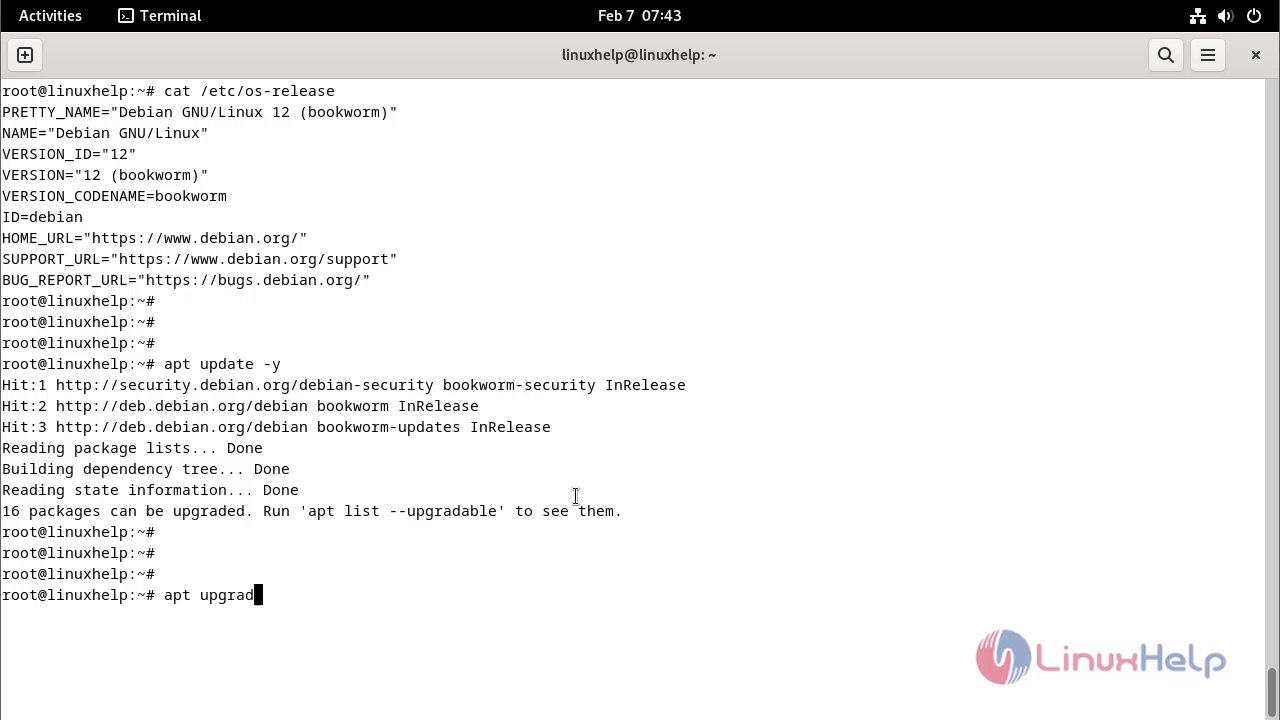 Activities Terminal Feb 7 07:43
linuxhelp@linuxhelp: ~
root@linuxhelp:~# cat /etc/os-release
PRETTY_NAME="Debian GNU/Linux 12 (bookworm)"
NAME="Debian GNU/Linux"
VERSION_ID="12"
VERSION="12 (bookworm)"
VERSION_CODENAME=bookworm
ID=debian
HOME_URL="https://www.debian.org/"
SUPPORT_URL="https://www.debian.org/support"
BUG_REPORT_URL="https://bugs.debian.org/"
root@linuxhelp:~#
root@linuxhelp:~#
root@linuxhelp:~#
root@linuxhelp:~# apt update -y
Hit:1 http://security.debian.org/debian-security bookworm-security InRelease
Hit:2 http://deb.debian.org/debian bookworm InRelease
Hit:3 http://deb.debian.org/debian bookworm-updates InRelease
Reading package lists... Done
Building dependency tree... Done
Reading state information... Done
16 packages can be upgraded. Run 'apt list --upgradable' to see them.
root@linuxhelp:~#
root@linuxhelp:~#
root@linuxhelp:~#
root@linuxhelp:~# apt upgrad
LinuxHelp